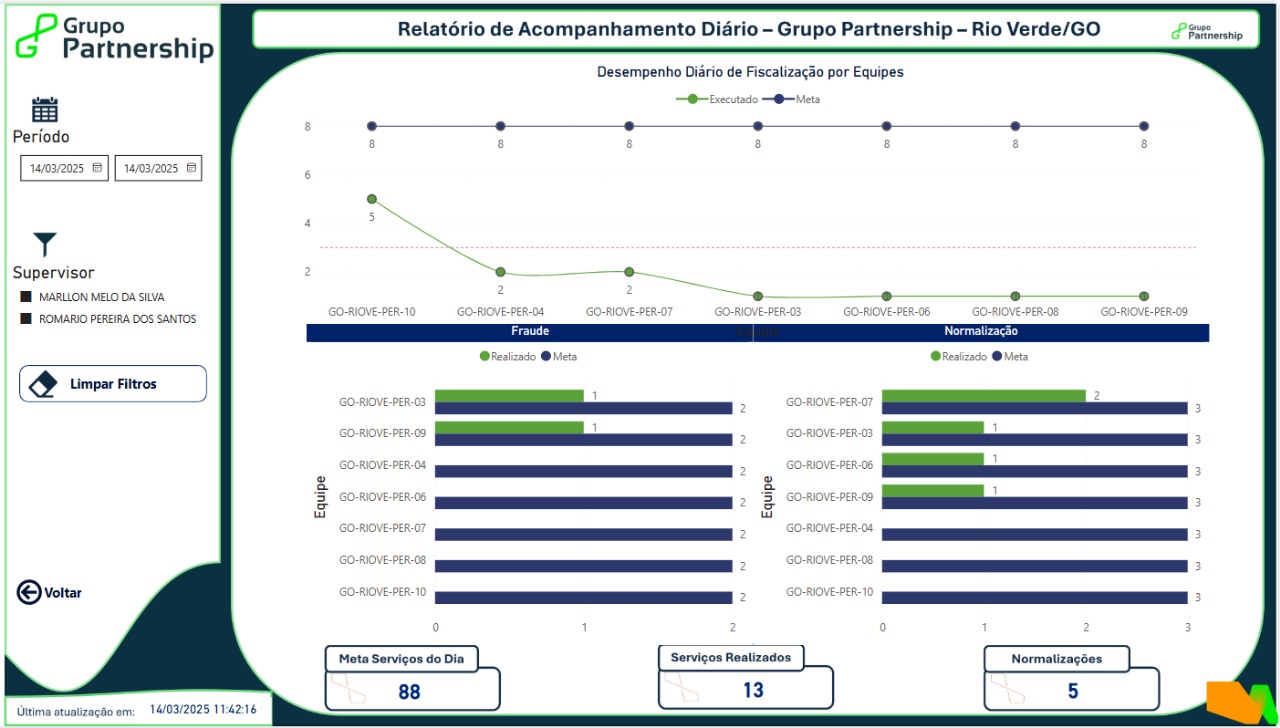 Grupo
Partnership
Relatório de Acompanhamento Diário – Grupo Partnership – Rio Verde/GO
Grupo
Partnership
Período
14/03/2025 14/03/2025
Supervisor
MARLLON MELO DA SILVA
ROMARIO PEREIRA DOS SANTOS
Limpar Filtros
Voltar
Última atualização em: 14/03/2025 11:42:16
Desempenho Diário de Fiscalização por Equipes
Executado Meta
8
6
4
2
8 8 8 8 8 8 8
5
2 2
GO-RIOVE-PER-10 GO-RIOVE-PER-04 GO-RIOVE-PER-07 GO-RIOVE-PER-03 GO-RIOVE-PER-06 GO-RIOVE-PER-08 GO-RIOVE-PER-09
Equipe
Fraude
Realizado Meta
Equipe
GO-RIOVE-PER-03 1
2
GO-RIOVE-PER-09 1
2
GO-RIOVE-PER-04 2
GO-RIOVE-PER-06 2
GO-RIOVE-PER-07 2
GO-RIOVE-PER-08 2
GO-RIOVE-PER-10 2
0 1 2
Normalização
Realizado Meta
Equipe
GO-RIOVE-PER-07 2
3
GO-RIOVE-PER-03 1
3
GO-RIOVE-PER-06 1
3
GO-RIOVE-PER-09 1
3
GO-RIOVE-PER-04 3
GO-RIOVE-PER-08 3
GO-RIOVE-PER-10 3
0 1 2 3
Meta Serviços do Dia
88
Serviços Realizados
13
Normalizações
5